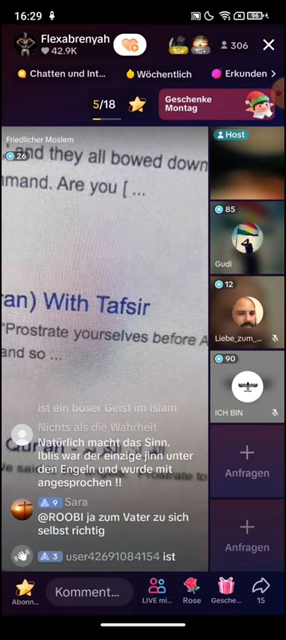 16:29
Flexabrenyah
42.9K
306
Chatten und Int...
Wöchentlich
Erkunden
5/18
Geschenke
Montag
Friedlicher Moslem
26
and they all bowed down
mmand. Are you [ ...
ran) With Tafsir
"Prostrate yourselves before A
and so ...
Host
85
Gudi
12
Liebe_zum_...
90
ICH BIN
Anfragen
Anfragen
ist ein böser Geist im Islam
Nichts als die Wahrheit
Natürlich macht das Sinn.
Iblis war der einzige jinn unter
den Engeln und wurde mit
angesprochen !!
9 Sara
@ROOBI ja zum Vater zu sich
selbst richtig
3 user42691084154 ist
Abonn...
Kommentar...
LIVE mi...
Rose
Gesche...
15